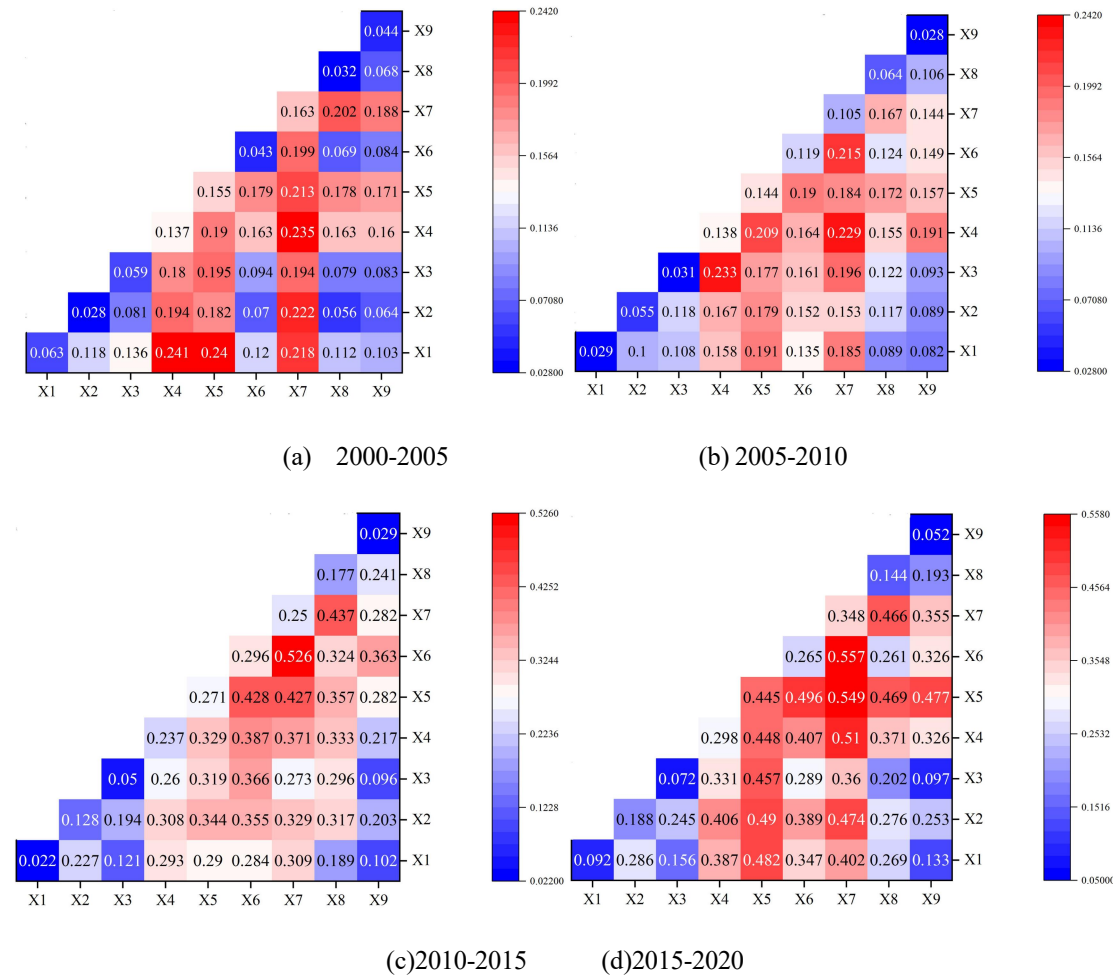 0.044 X9
0.032 0.068 X8
0.163 0.202 0.188 X7
0.043 0.199 0.069 0.084 X6
0.155 0.179 0.213 0.178 0.171 X5
0.137 0.19 0.163 0.235 0.163 0.16 X4
0.059 0.18 0.195 0.094 0.194 0.079 0.083 X3
0.028 0.081 0.194 0.182 0.07 0.222 0.056 0.064 X2
0.063 0.118 0.136 0.241 0.24 0.12 0.218 0.112 0.103 X1
X1 X2 X3 X4 X5 X6 X7 X8 X9
0.2420
0.1992
0.1564
0.1136
0.07080
0.02800
(a) 2000-2005
0.028 X9
0.064 0.106 X8
0.105 0.167 0.144 X7
0.119 0.215 0.124 0.149 X6
0.144 0.19 0.184 0.172 0.157 X5
0.138 0.209 0.164 0.229 0.155 0.191 X4
0.031 0.233 0.177 0.161 0.196 0.122 0.093 X3
0.055 0.118 0.167 0.179 0.152 0.153 0.117 0.089 X2
0.029 0.1 0.108 0.158 0.191 0.135 0.185 0.089 0.082 X1
X1 X2 X3 X4 X5 X6 X7 X8 X9
0.2420
0.1992
0.1564
0.1136
0.07080
0.02800
(b) 2005-2010
0.029 X9
0.177 0.241 X8
0.25 0.437 0.282 X7
0.296 0.526 0.324 0.363 X6
0.271 0.428 0.427 0.357 0.282 X5
0.237 0.329 0.387 0.371 0.333 0.217 X4
0.05 0.26 0.319 0.366 0.273 0.296 0.096 X3
0.128 0.194 0.308 0.344 0.355 0.329 0.317 0.203 X2
0.022 0.227 0.121 0.293 0.29 0.284 0.309 0.189 0.102 X1
X1 X2 X3 X4 X5 X6 X7 X8 X9
0.5260
0.4252
0.3244
0.2236
0.1228
0.02200
(c)2010-2015
0.052 X9
0.144 0.193 X8
0.348 0.466 0.355 X7
0.265 0.557 0.261 0.326 X6
0.445 0.496 0.549 0.469 0.477 X5
0.298 0.448 0.407 0.51 0.371 0.326 X4
0.072 0.331 0.457 0.289 0.36 0.202 0.097 X3
0.188 0.245 0.406 0.49 0.389 0.474 0.276 0.253 X2
0.092 0.286 0.156 0.387 0.482 0.347 0.402 0.269 0.133 X1
X1 X2 X3 X4 X5 X6 X7 X8 X9
0.5580
0.4564
0.3548
0.2532
0.1516
0.05000
(d)2015-2020